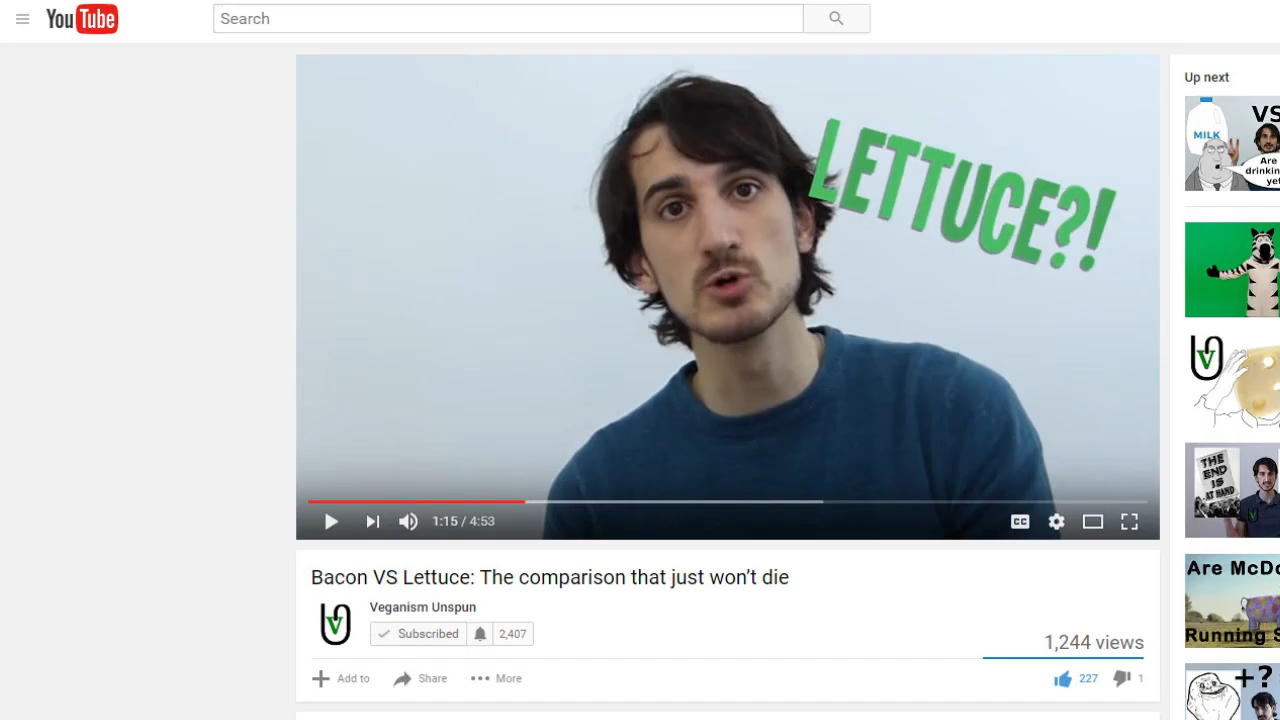 YouTube
Search
LETTUCE?!
1:15 / 4:53
CC
Bacon VS Lettuce: The comparison that just won’t die
Veganism Unspun
V
Subscribed 2,407
1,244 views
Add to Share More
227 1
Up next
VS
MILK
Are
drinking
yet
V
THE
END
IS
AT HAND
Are McDo
Running S
+?